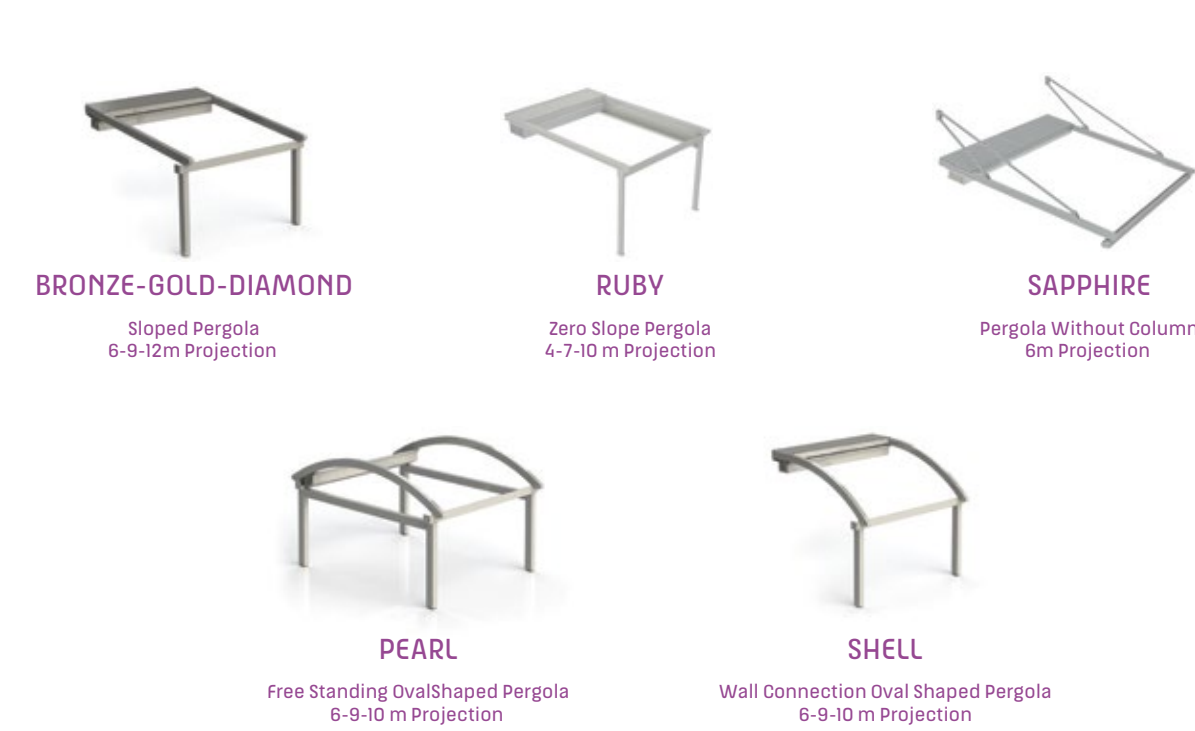 BRONZE-GOLD-DIAMOND
Sloped Pergola
6-9-12m Projection
RUBY
Zero Slope Pergola
4-7-10 m Projection
SAPPHIRE
Pergola Without Column
6m Projection
PEARL
Free Standing OvalShaped Pergola
6-9-10 m Projection
SHELL
Wall Connection Oval Shaped Pergola
6-9-10 m Projection